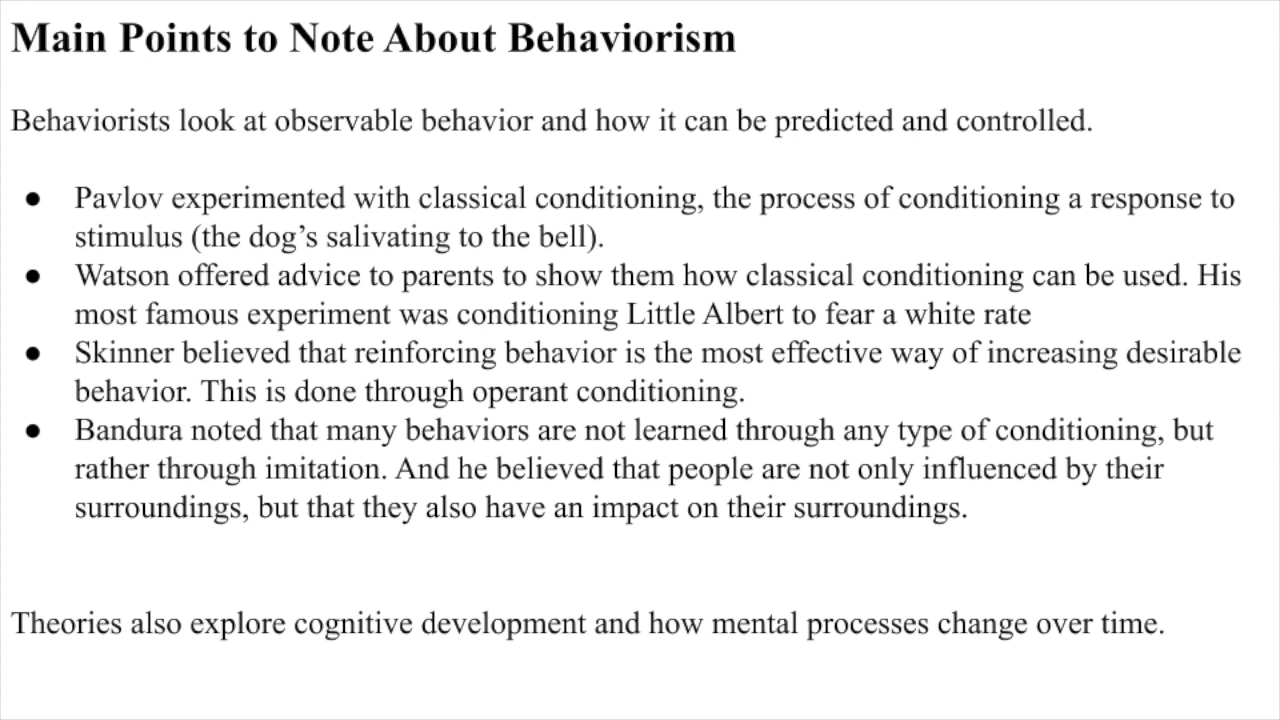 Main Points to Note About Behaviorism
Behaviorists look at observable behavior and how it can be predicted and controlled.
● Pavlov experimented with classical conditioning, the process of conditioning a response to
stimulus (the dog’s salivating to the bell).
● Watson offered advice to parents to show them how classical conditioning can be used. His
most famous experiment was conditioning Little Albert to fear a white rate
● Skinner believed that reinforcing behavior is the most effective way of increasing desirable
behavior. This is done through operant conditioning.
● Bandura noted that many behaviors are not learned through any type of conditioning, but
rather through imitation. And he believed that people are not only influenced by their
surroundings, but that they also have an impact on their surroundings.
Theories also explore cognitive development and how mental processes change over time.